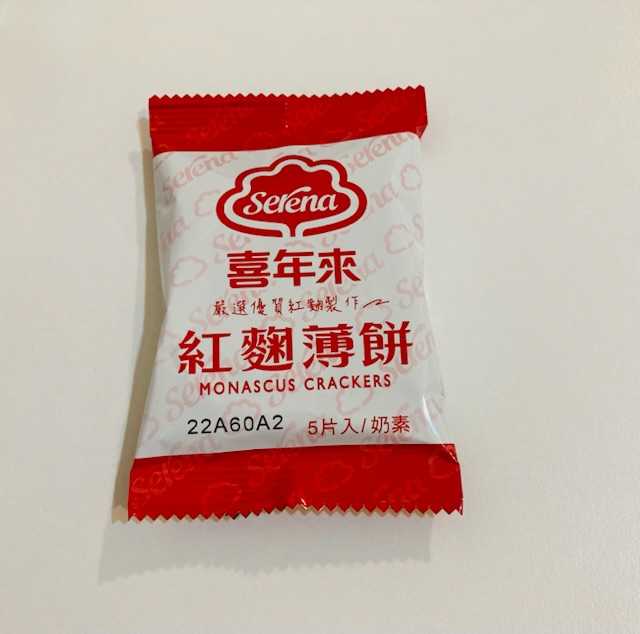 Serena
喜年來
嚴選優質紅麴製作
紅麴薄餅
MONASCUS CRACKERS
22A60A2 5片入/奶素